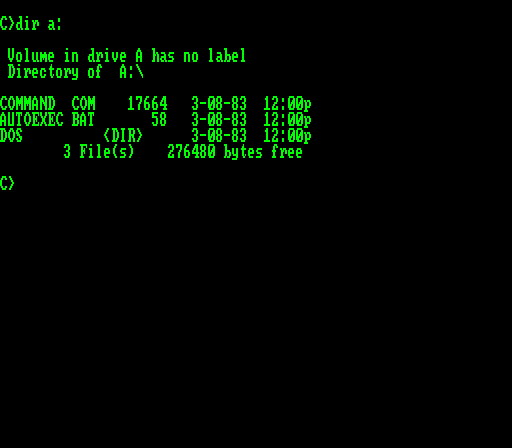 C>dir a:

 Volume in drive A has no label
 Directory of  A:\

COMMAND  COM    17664   3-08-83  12:00p
AUTOEXEC BAT       58   3-08-83  12:00p
DOS          <DIR>      3-08-83  12:00p
        3 File(s)    276480 bytes free

C>